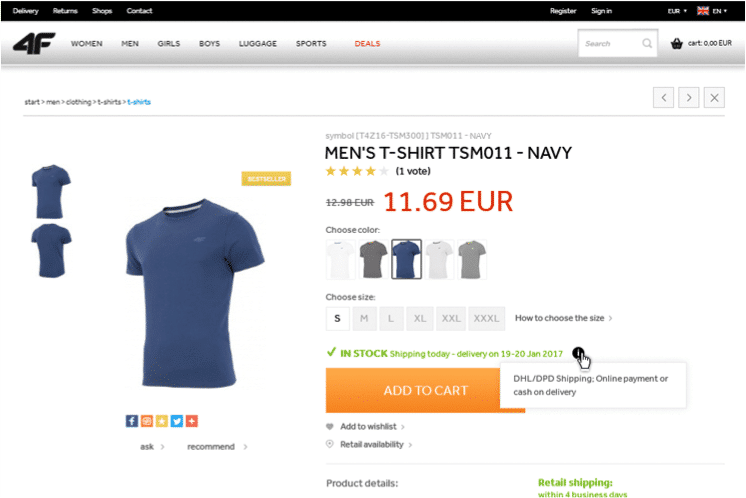 Delivery Returns Shops Contact Register Sign in EUR EN
4F WOMEN MEN GIRLS BOYS LUGGAGE SPORTS DEALS Search cart: 0,00 EUR
start > men > clothing > t-shirts > t-shirts
symbol [T4Z16-TSM300] ] TSM011 - NAVY
MEN'S T-SHIRT TSM011 - NAVY
(1 vote)
BESTSELLER
12.98 EUR 11.69 EUR
Choose color:
Choose size:
S M L XL XXL XXXL How to choose the size
IN STOCK Shipping today - delivery on 19-20 Jan 2017
DHL/DPD Shipping; Online payment or
cash on delivery
ADD TO CART
Add to wishlist
ask recommend
Retail availability
Product details:
Retail shipping:
within 4 business days